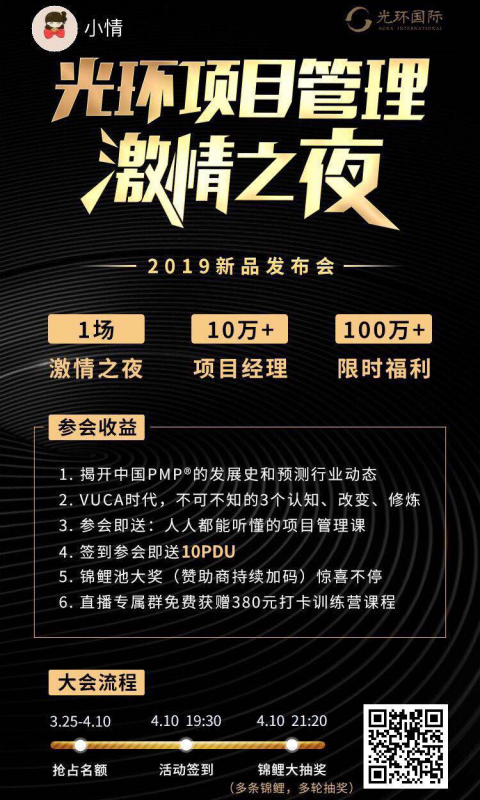 小情
光环国际
AURA INTERNATIONAL
光环项目管理
激情之夜
2019新品发布会
1场 10万+ 100万+
激情之夜 项目经理 限时福利
参会收益
1. 揭开中国PMP®的发展史和预测行业动态
2. VUCA时代，不可不知的3个认知、改变、修炼
3. 参会即送：人人都能听懂的项目管理课
4. 签到参会即送10PDU
5. 锦鲤池大奖（赞助商持续加码）惊喜不停
6. 直播专属群免费获赠380元打卡训练营课程
大会流程
3.25-4.10 4.10 19:30 4.10 21:20
抢占名额 活动签到 锦鲤大抽奖
（多条锦鲤，多轮抽奖）